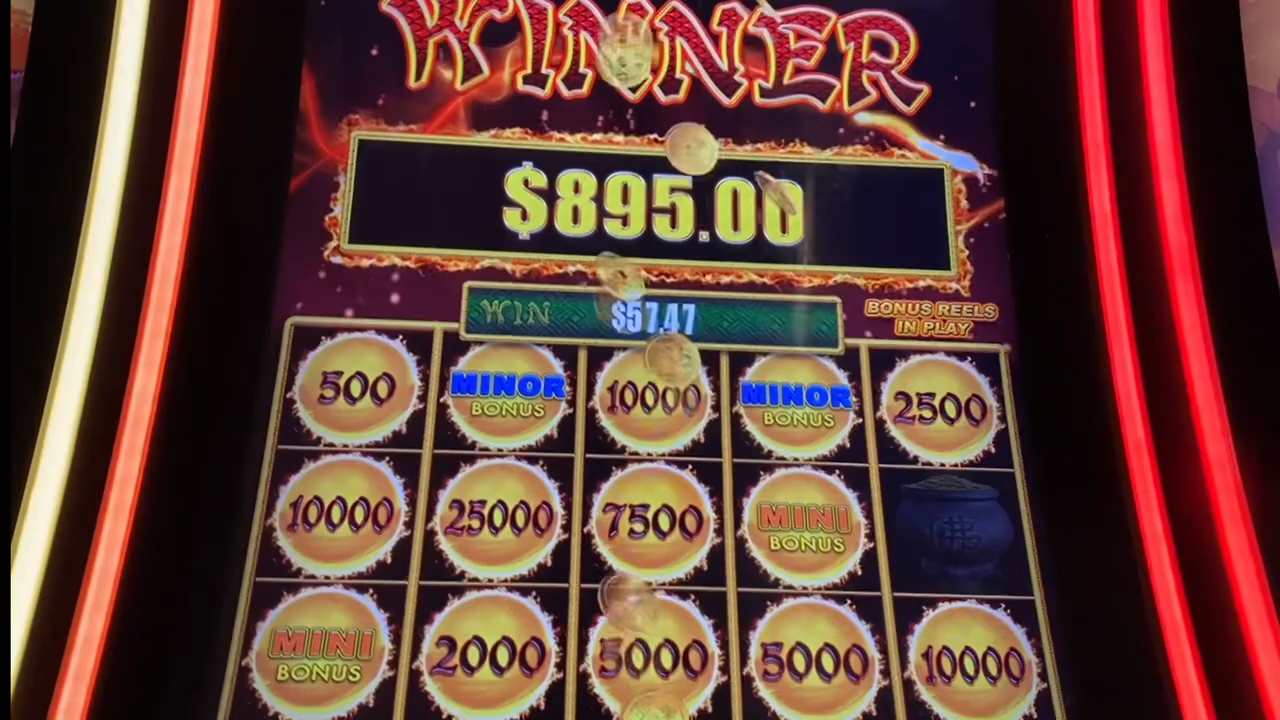 WINNER
$895.00
WIN $57.47
BONUS REELS
IN PLAY
500 MINOR BONUS 10000 MINOR BONUS 2500
10000 25000 7500 MINI BONUS
MINI BONUS 2000 5000 5000 10000